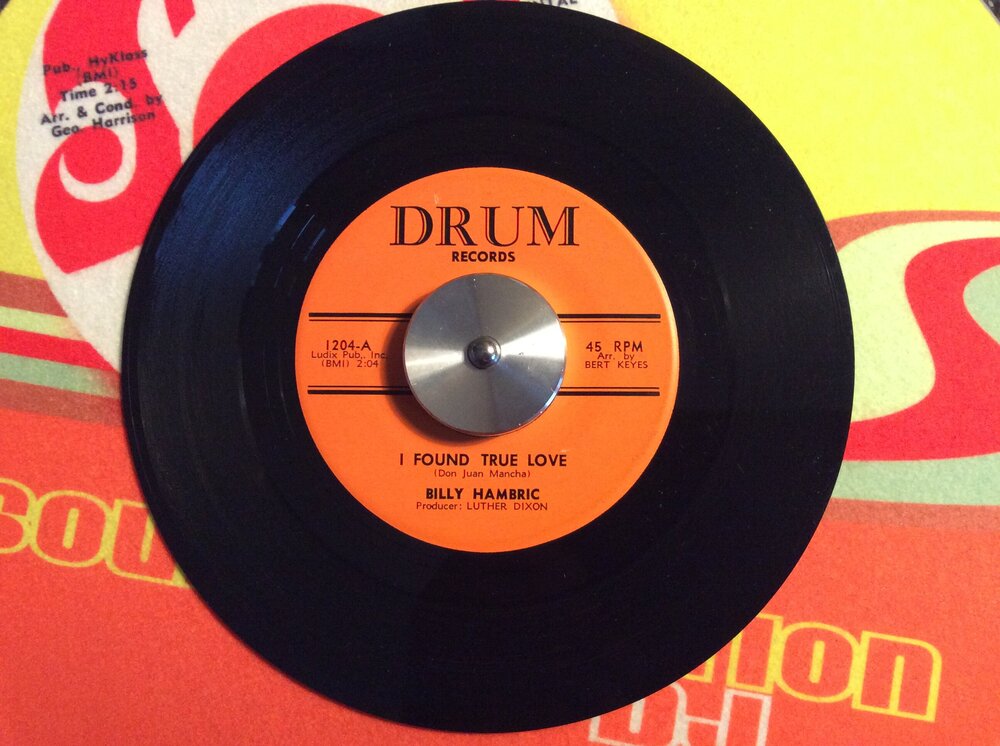 Pub., HyKloss
(BMI)
Time 2:15
Arr. & Cond. by
Geo. Harrison
DRUM
RECORDS
1204-A
Ludix Pub., Inc.
(BMI) 2:04
45 RPM
Arr. by
BERT KEYES
I FOUND TRUE LOVE
(Don Juan Mancha)
BILLY HAMBRIC
Producer: LUTHER DIXON